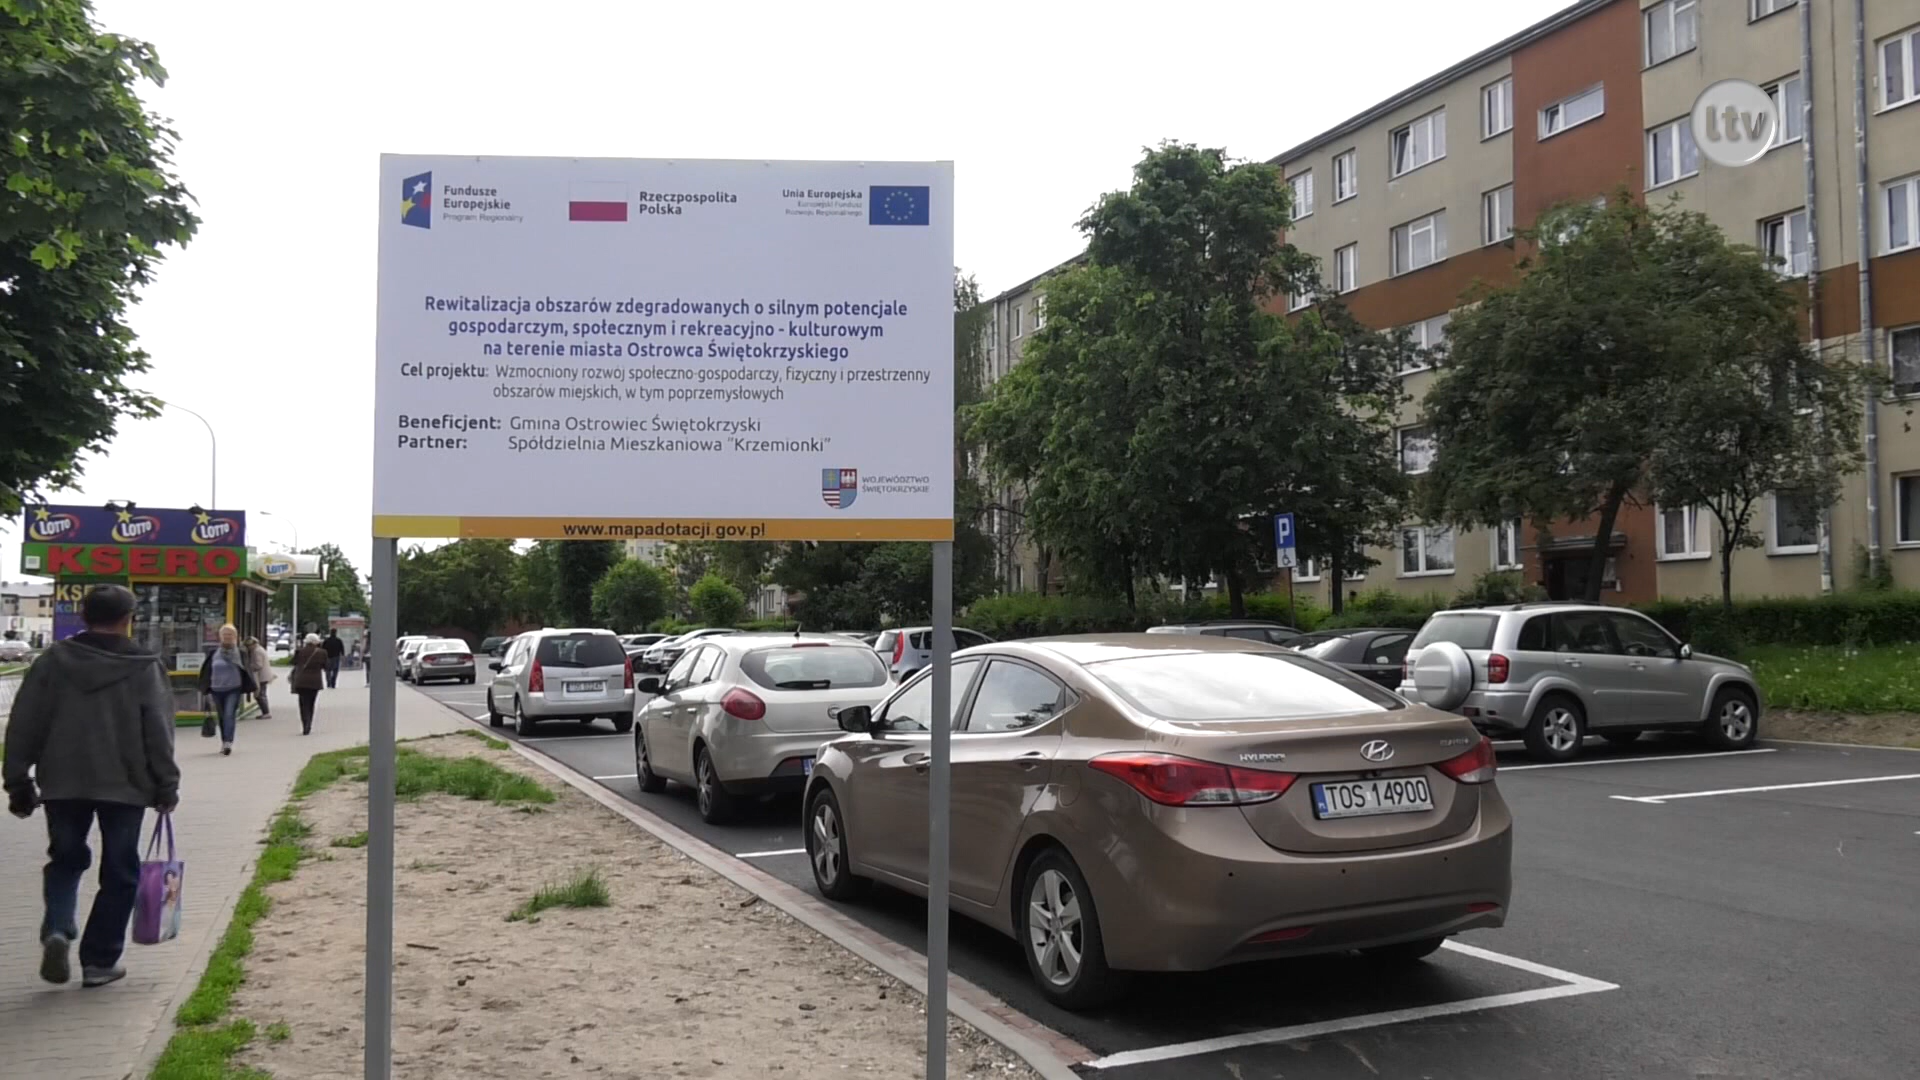 ltv
Fundusze
Europejskie
Program Regionalny
Rzeczpospolita
Polska
Unia Europejska
Europejski Fundusz
Rozwoju Regionalnego
Rewitalizacja obszarów zdegradowanych o silnym potencjale
gospodarczym, społecznym i rekreacyjno - kulturowym
na terenie miasta Ostrowca Świętokrzyskiego
Cel projektu: Wzmocniony rozwój społeczno-gospodarczy, fizyczny i przestrzenny
obszarów miejskich, w tym poprzemysłowych
Beneficjent: Gmina Ostrowiec Świętokrzyski
Partner: Spółdzielnia Mieszkaniowa "Krzemionki"
WOJEWÓDZTWO
ŚWIĘTOKRZYSKIE
www.mapadotacji.gov.pl
LOTTO LOTTO LOTTO
KSERO
LOTTO
P
HYUNDAI
TOS 14900